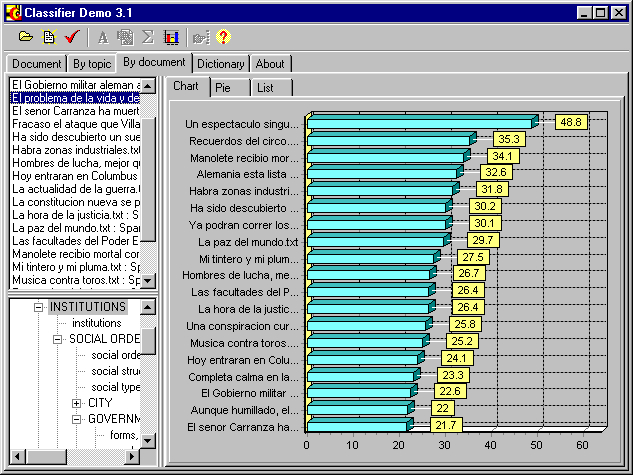 Classifier Demo 3.1
Document
By topic
By document
Dictionary
About
El Gobierno militar aleman a
El problema de la vida y de
El senor Carranza ha muert
Fracaso el ataque que Villa
Ha sido descubierto un sue
Habra zonas industriales.txt
Hombres de lucha, mejor q
Hoy entraran en Columbus
La actualidad de la guerra.t
La constitucion nueva se p
La hora de la justicia.txt : S
La paz del mundo.txt : Spa
Las facultades del Poder E
Manolete recibio mortal cor
Mi tintero y mi pluma.txt : S
Musica contra toros.txt : Sp
INSTITUTIONS
institutions
SOCIAL ORDE
social orde
social struc
social type
CITY
GOVERNM
forms,
Chart
Pie
List
Un espectaculo singu... 48.8
Recuerdos del circo.... 35.3
Manolete recibio mor... 34.1
Alemania esta lista ... 32.6
Habra zonas industri... 31.8
Ha sido descubierto ... 30.2
Ya podran correr los... 30.1
La paz del mundo.txt 29.7
Mi tintero y mi plum... 27.5
Hombres de lucha, me... 26.7
Las facultades del P... 26.4
La hora de la justic... 26.4
Una conspiracion cur... 25.8
Musica contra toros.... 25.2
Hoy entraran en Colu... 24.1
Completa calma en la... 23.3
El Gobierno militar ... 22.6
Aunque humillado, el... 22
El senor Carranza ha... 21.7
0 10 20 30 40 50 60